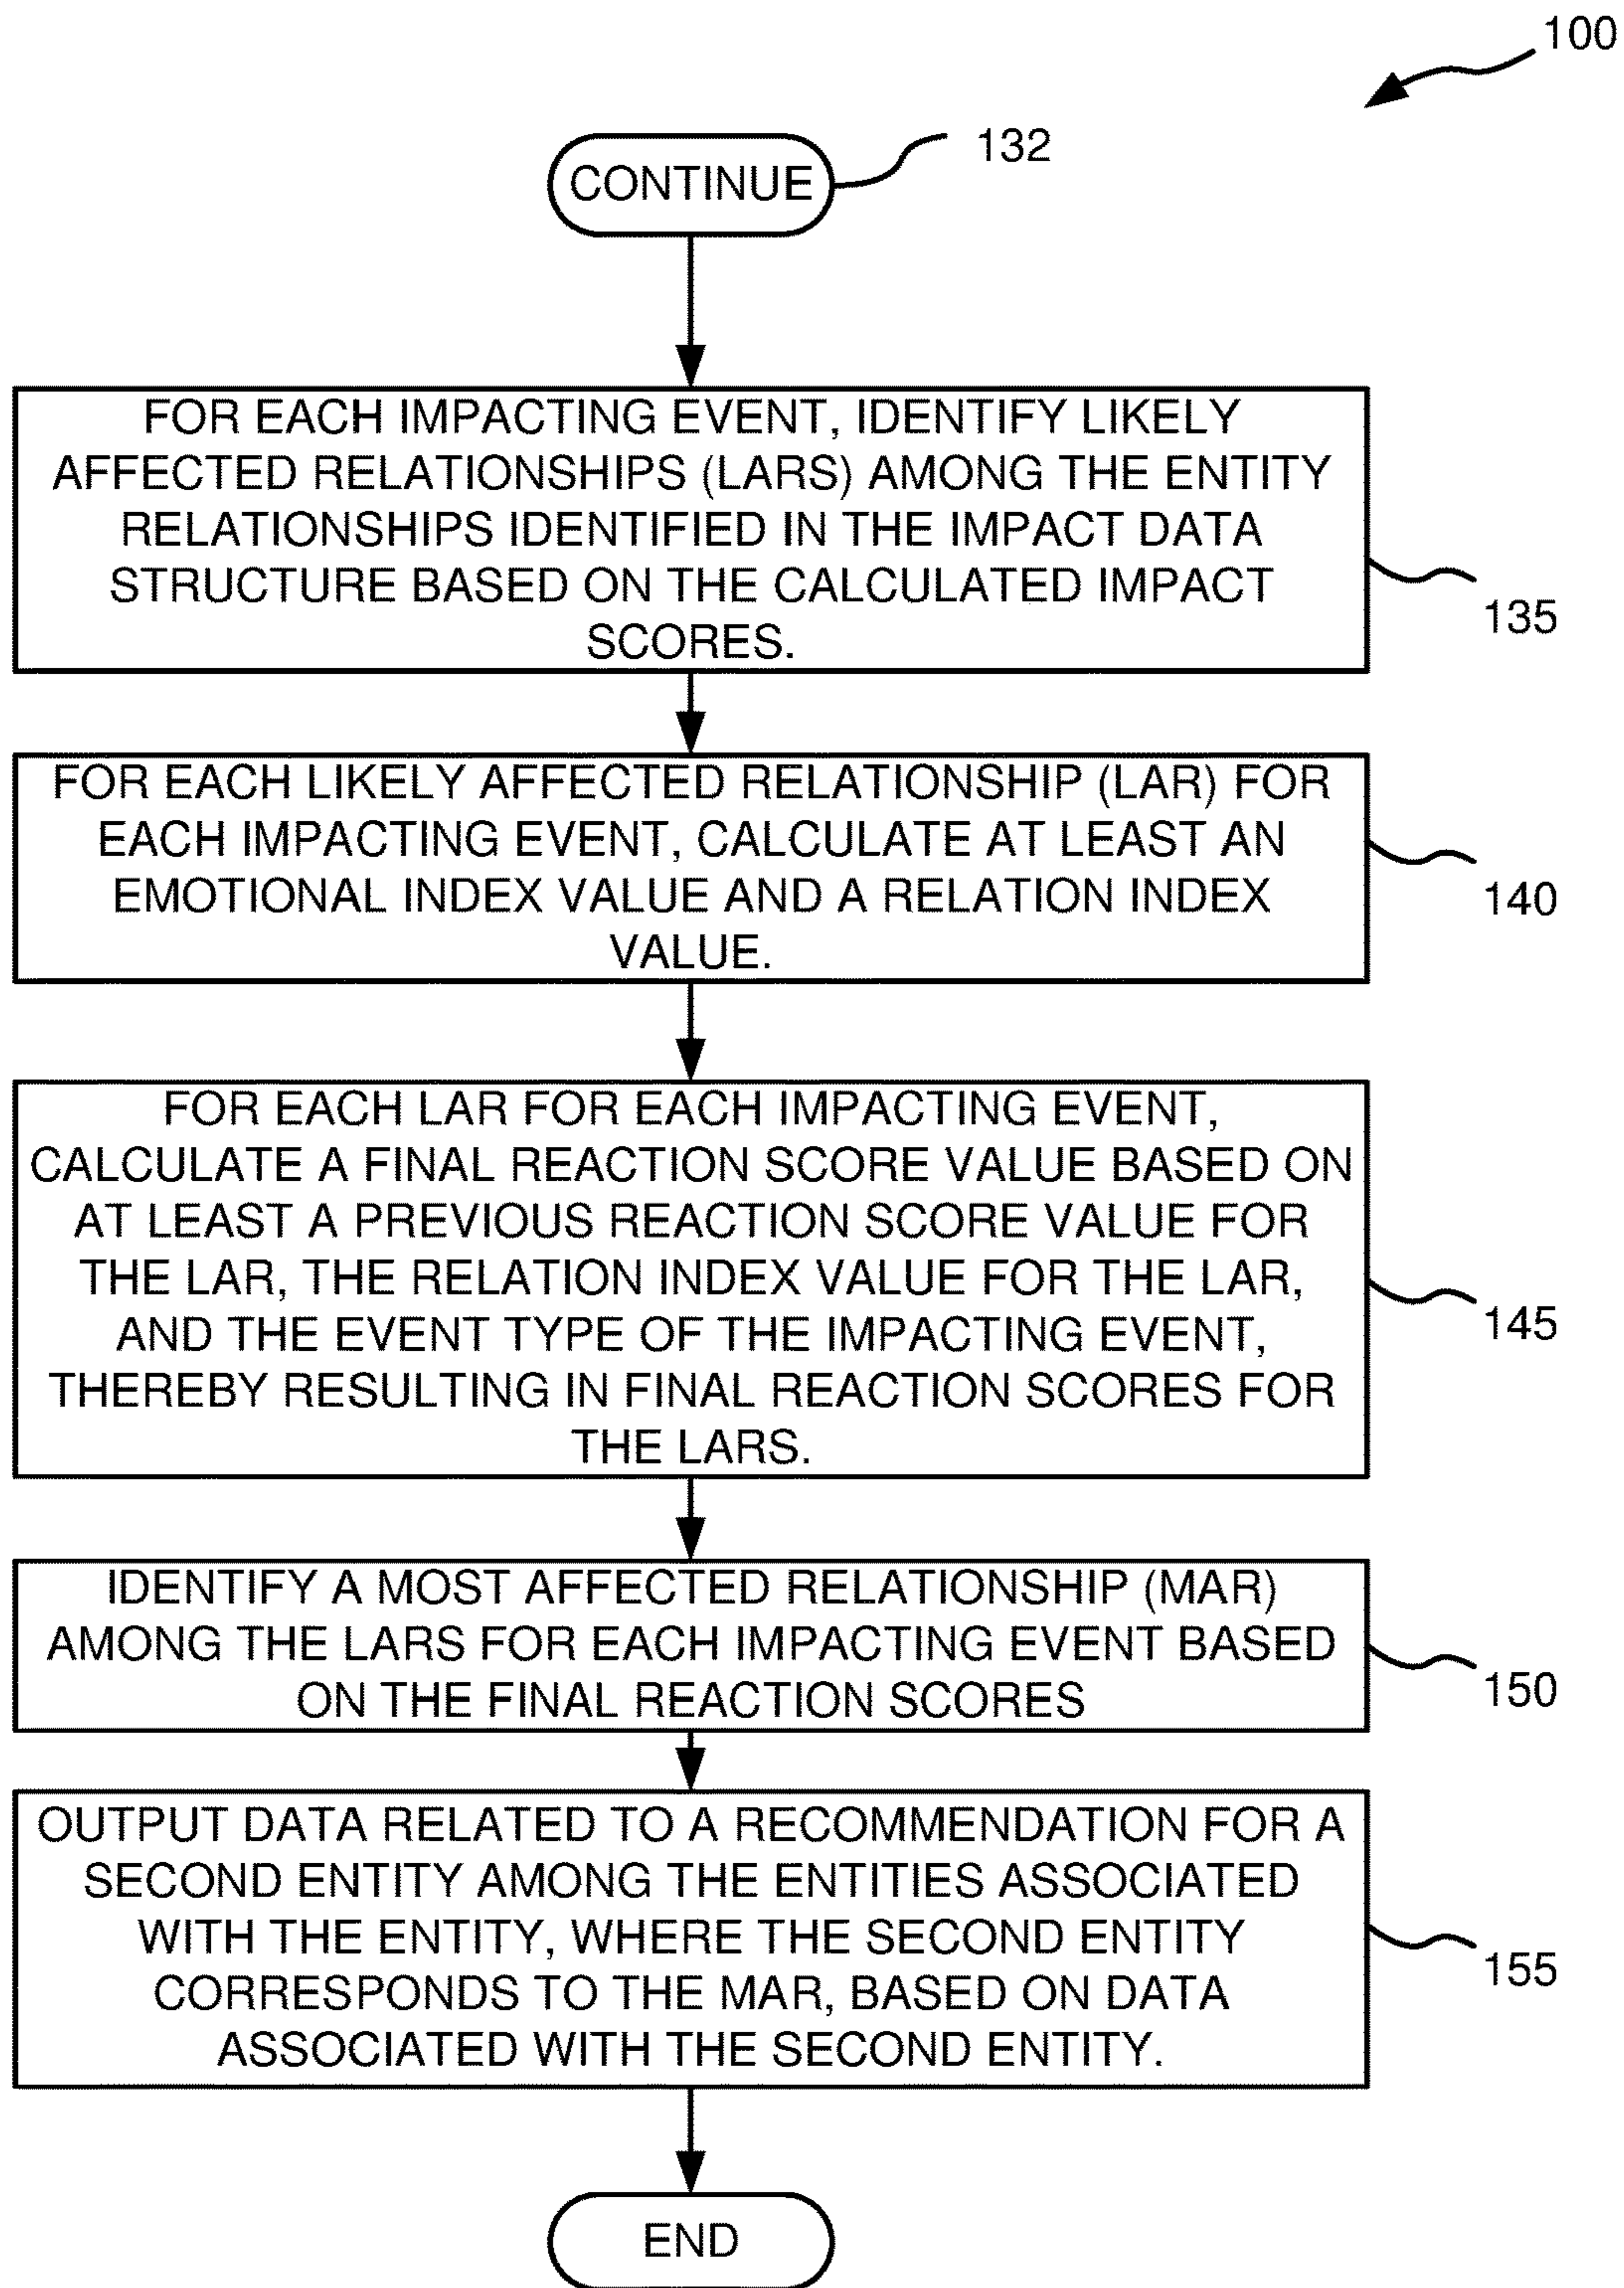 100
CONTINUE
132
FOR EACH IMPACTING EVENT, IDENTIFY LIKELY
AFFECTED RELATIONSHIPS (LARS) AMONG THE ENTITY
RELATIONSHIPS IDENTIFIED IN THE IMPACT DATA
STRUCTURE BASED ON THE CALCULATED IMPACT
SCORES.
135
FOR EACH LIKELY AFFECTED RELATIONSHIP (LAR) FOR
EACH IMPACTING EVENT, CALCULATE AT LEAST AN
EMOTIONAL INDEX VALUE AND A RELATION INDEX
VALUE.
140
FOR EACH LAR FOR EACH IMPACTING EVENT,
CALCULATE A FINAL REACTION SCORE VALUE BASED ON
AT LEAST A PREVIOUS REACTION SCORE VALUE FOR
THE LAR, THE RELATION INDEX VALUE FOR THE LAR,
AND THE EVENT TYPE OF THE IMPACTING EVENT,
THEREBY RESULTING IN FINAL REACTION SCORES FOR
THE LARS.
145
IDENTIFY A MOST AFFECTED RELATIONSHIP (MAR)
AMONG THE LARS FOR EACH IMPACTING EVENT BASED
ON THE FINAL REACTION SCORES
150
OUTPUT DATA RELATED TO A RECOMMENDATION FOR A
SECOND ENTITY AMONG THE ENTITIES ASSOCIATED
WITH THE ENTITY, WHERE THE SECOND ENTITY
CORRESPONDS TO THE MAR, BASED ON DATA
ASSOCIATED WITH THE SECOND ENTITY.
155
END